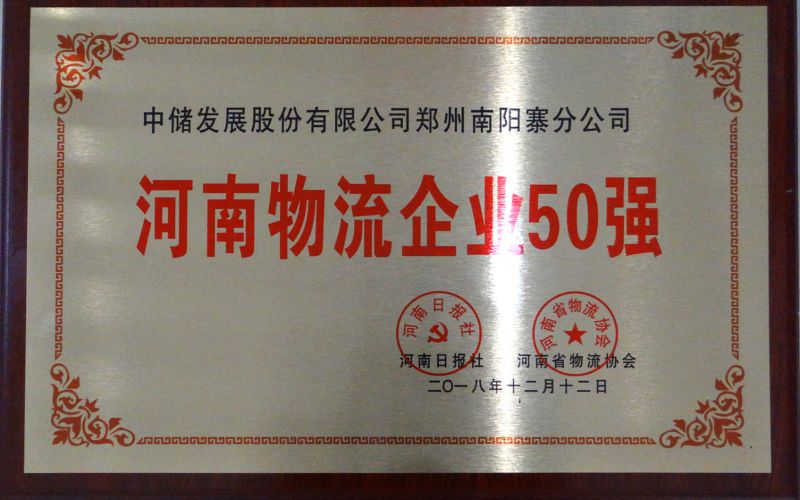 中储发展股份有限公司郑州南阳寨分公司
河南物流企业50强
河南日报社
河南省物流协会
河南日报社 河南省物流协会
二〇一八年十二月十二日